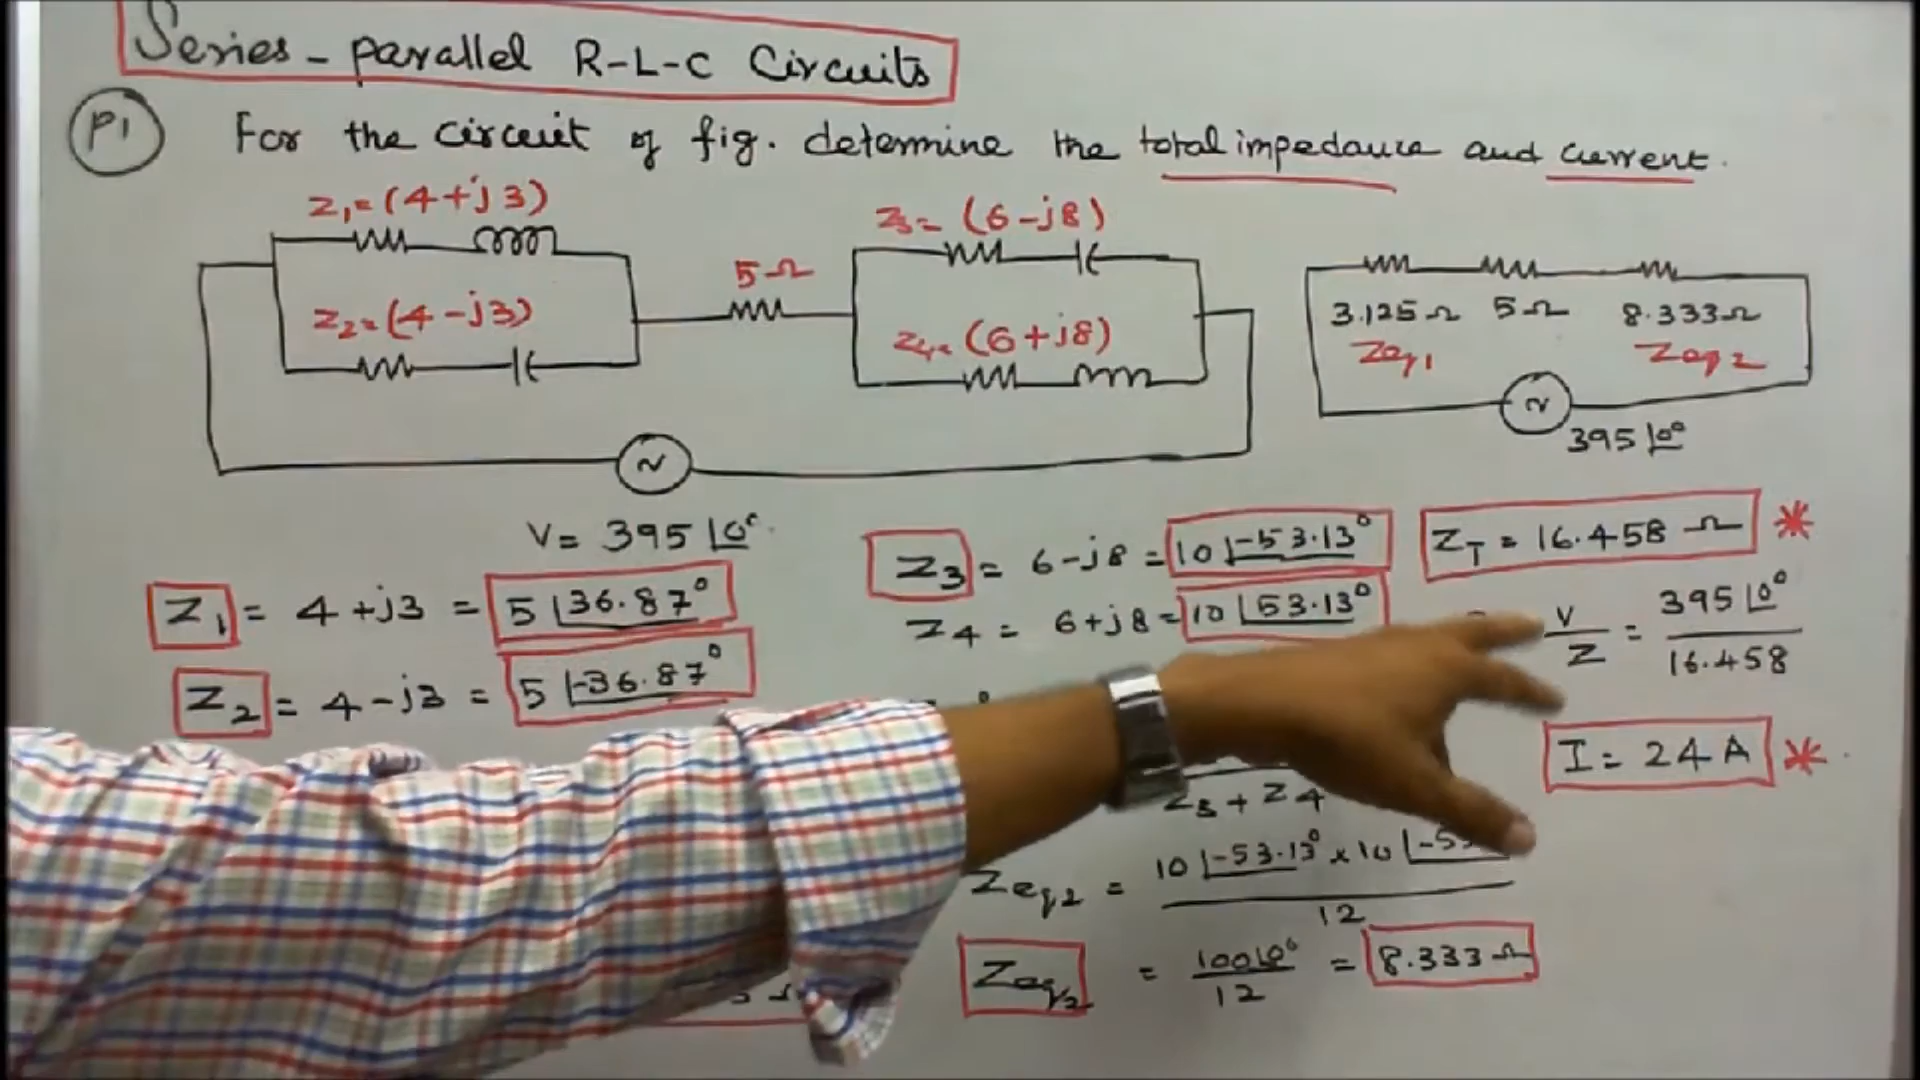 Series - parallel R-L-C Circuits
P1 For the circuit of fig. determine the total impedance and current.
Z1 = (4+j3)
Z2 = (4-j3)
5Ω
Z3 = (6-j8)
Z4 = (6+j8)
V = 395∠0°
3.125Ω 5Ω 8.333Ω
Zeq1 Zeq2
395∠0°
Z1 = 4+j3 = 5∠36.87°
Z2 = 4-j3 = 5∠-36.87°
Z3 = 6-j8 = 10∠-53.13°
Z4 = 6+j8 = 10∠53.13°
Z3 + Z4
Zeq2 = 10∠-53.13° x 10∠-5
12
Zeq2 = 100∠0° / 12 = 8.333Ω
ZT = 16.458 Ω *
V / Z = 395∠0° / 16.458
I = 24 A *